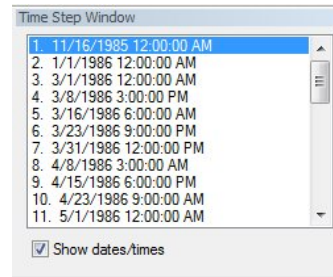 Time Step Window
1. 11/16/1985 12:00:00 AM
2. 1/1/1986 12:00:00 AM
3. 3/1/1986 12:00:00 AM
4. 3/8/1986 3:00:00 PM
5. 3/16/1986 6:00:00 AM
6. 3/23/1986 9:00:00 PM
7. 3/31/1986 12:00:00 PM
8. 4/8/1986 3:00:00 AM
9. 4/15/1986 6:00:00 PM
10. 4/23/1986 9:00:00 AM
11. 5/1/1986 12:00:00 AM
Show dates/times